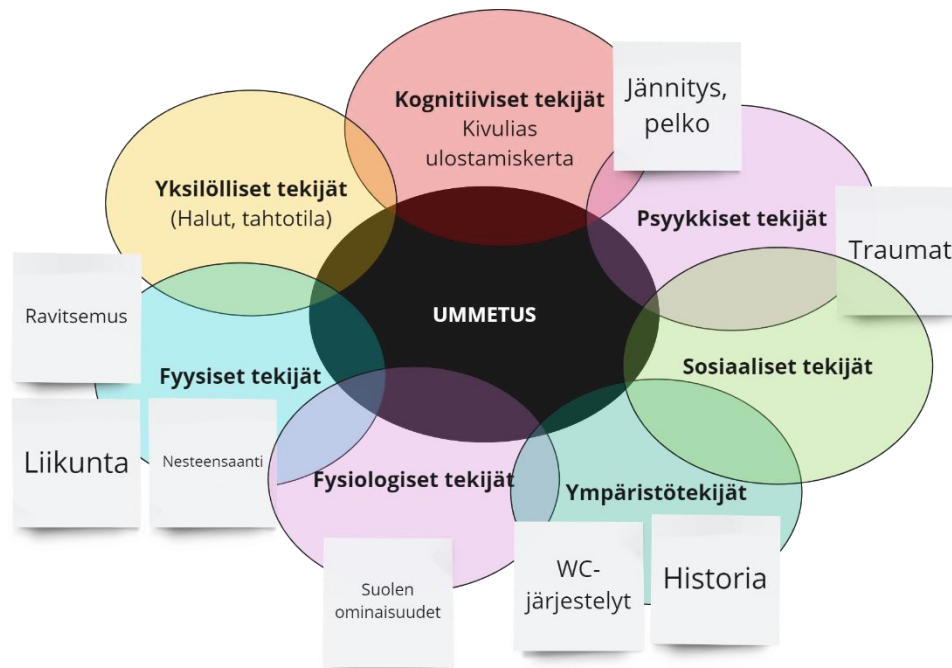 Kognitiiviset tekijät
Kivulias
ulostamiskerta
Jännitys,
pelko
Yksilölliset tekijät
(Halut, tahtotila)
Psyykkiset tekijät
Traumat
UMMETUS
Ravitsemus
Fyysiset tekijät
Sosiaaliset tekijät
Liikunta
Nesteensaanti
Fysiologiset tekijät
Ympäristötekijät
Suolen
ominaisuudet
WC-
järjestelyt
Historia